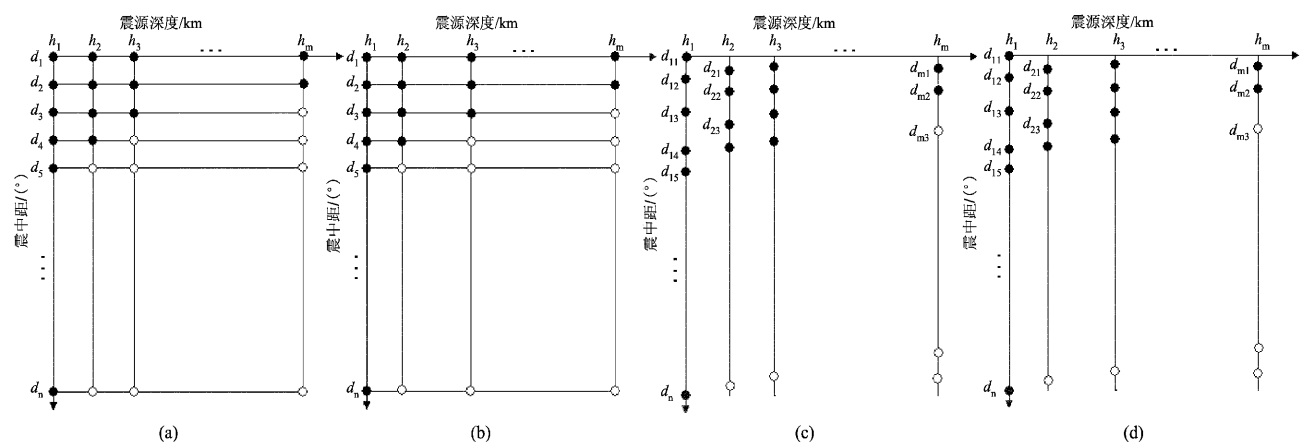 震源深度/km
h1 h2 h3 ··· hm
d1
d2
d3
d4
d5
震中距/(°)
⋮
dn
(a)
震源深度/km
h1 h2 h3 ··· hm
d1
d2
d3
d4
d5
震中距/(°)
⋮
dn
(b)
震源深度/km
h1 h2 h3 ··· hm
d11
d12
d13
d14
d15
d21
d22
d23
dm1
dm2
dm3
震中距/(°)
⋮
dn
(c)
震源深度/km
h1 h2 h3 ··· hm
d11
d12
d13
d14
d15
d21
d22
d23
dm1
dm2
dm3
震中距/(°)
⋮
dn
(d)